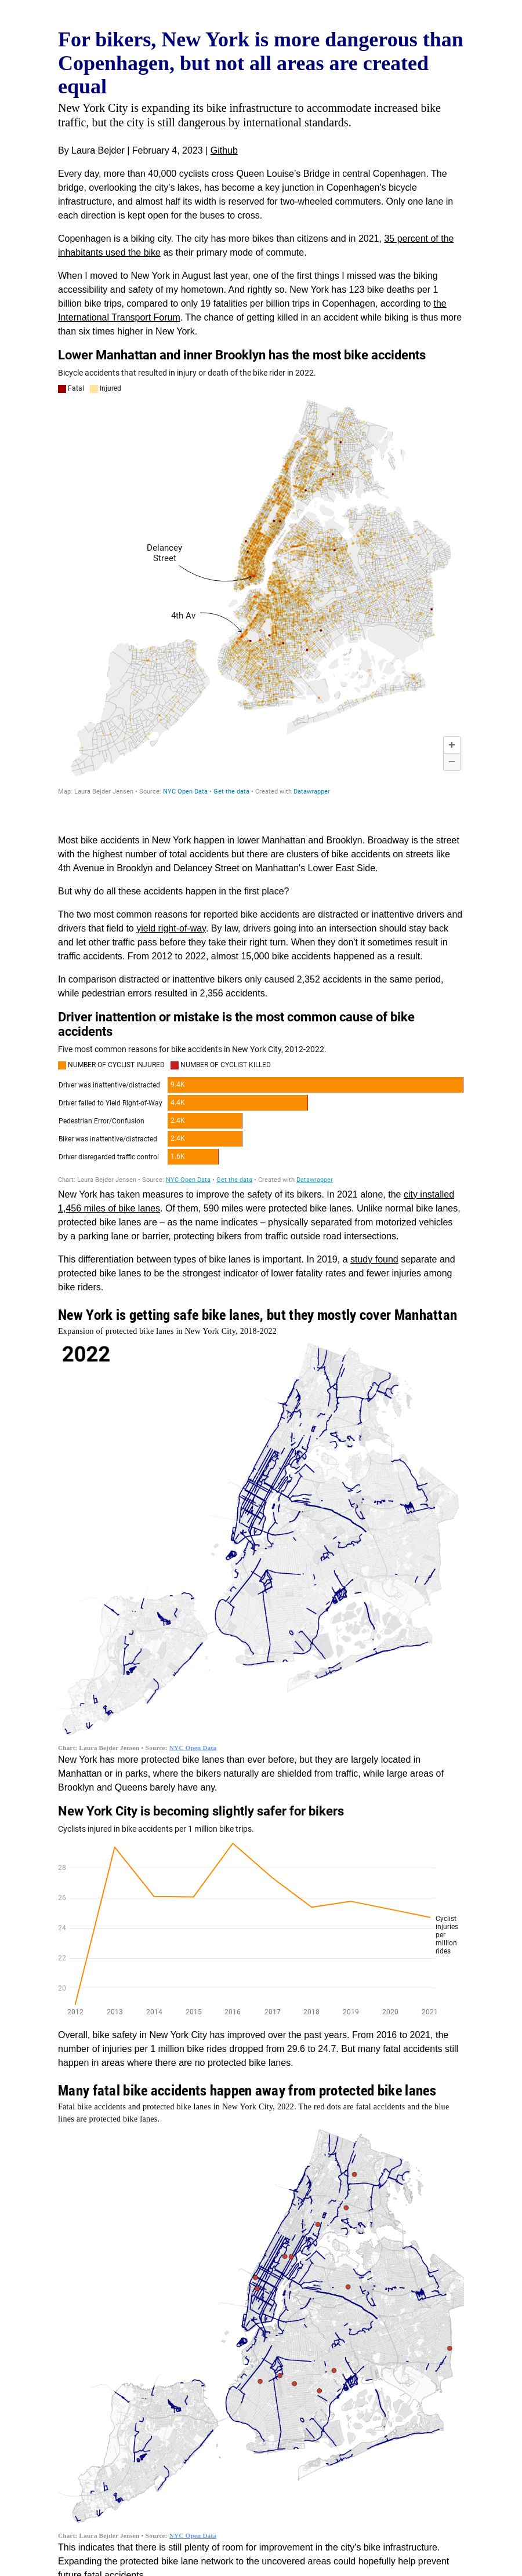 For bikers, New York is more dangerous than
Copenhagen, but not all areas are created
equal
New York City is expanding its bike infrastructure to accommodate increased bike
traffic, but the city is still dangerous by international standards.
By Laura Bejder | February 4, 2023 | Github
Every day, more than 40,000 cyclists cross Queen Louise's Bridge in central Copenhagen. The
bridge, overlooking the city's lakes, has become a key junction in Copenhagen's bicycle
infrastructure, and almost half its width is reserved for two-wheeled commuters. Only one lane in
each direction is kept open for the buses to cross.
Copenhagen is a biking city. The city has more bikes than citizens and in 2021, 35 percent of the
inhabitants used the bike as their primary mode of commute.
When I moved to New York in August last year, one of the first things I missed was the biking
accessibility and safety of my hometown. And rightly so. New York has 123 bike deaths per 1
billion bike trips, compared to only 19 fatalities per billion trips in Copenhagen, according to the
International Transport Forum. The chance of getting killed in an accident while biking is thus more
than six times higher in New York.
Lower Manhattan and inner Brooklyn has the most bike accidents
Bicycle accidents that resulted in injury or death of the bike rider in 2022.
Fatal Injured
Delancey
Street
4th Av
+
−
Map: Laura Bejder Jensen • Source: NYC Open Data • Get the data • Created with Datawrapper
Most bike accidents in New York happen in lower Manhattan and Brooklyn. Broadway is the street
with the highest number of total accidents but there are clusters of bike accidents on streets like
4th Avenue in Brooklyn and Delancey Street on Manhattan's Lower East Side.
But why do all these accidents happen in the first place?
The two most common reasons for reported bike accidents are distracted or inattentive drivers and
drivers that field to yield right-of-way. By law, drivers going into an intersection should stay back
and let other traffic pass before they take their right turn. When they don't it sometimes result in
traffic accidents. From 2012 to 2022, almost 15,000 bike accidents happened as a result.
In comparison distracted or inattentive bikers only caused 2,352 accidents in the same period,
while pedestrian errors resulted in 2,356 accidents.
Driver inattention or mistake is the most common cause of bike
accidents
Five most common reasons for bike accidents in New York City, 2012-2022.
NUMBER OF CYCLIST INJURED NUMBER OF CYCLIST KILLED
Driver was inattentive/distracted 9.4K
Driver failed to Yield Right-of-Way 4.4K
Pedestrian Error/Confusion 2.4K
Biker was inattentive/distracted 2.4K
Driver disregarded traffic control 1.6K
Chart: Laura Bejder Jensen • Source: NYC Open Data • Get the data • Created with Datawrapper
New York has taken measures to improve the safety of its bikers. In 2021 alone, the city installed
1,456 miles of bike lanes. Of them, 590 miles were protected bike lanes. Unlike normal bike lanes,
protected bike lanes are – as the name indicates – physically separated from motorized vehicles
by a parking lane or barrier, protecting bikers from traffic outside road intersections.
This differentiation between types of bike lanes is important. In 2019, a study found separate and
protected bike lanes to be the strongest indicator of lower fatality rates and fewer injuries among
bike riders.
New York is getting safe bike lanes, but they mostly cover Manhattan
Expansion of protected bike lanes in New York City, 2018-2022
2022
Chart: Laura Bejder Jensen • Source: NYC Open Data
New York has more protected bike lanes than ever before, but they are largely located in
Manhattan or in parks, where the bikers naturally are shielded from traffic, while large areas of
Brooklyn and Queens barely have any.
New York City is becoming slightly safer for bikers
Cyclists injured in bike accidents per 1 million bike trips.
28
26
24
22
20
Cyclist
injuries
per
million
rides
2012 2013 2014 2015 2016 2017 2018 2019 2020 2021
Overall, bike safety in New York City has improved over the past years. From 2016 to 2021, the
number of injuries per 1 million bike rides dropped from 29.6 to 24.7. But many fatal accidents still
happen in areas where there are no protected bike lanes.
Many fatal bike accidents happen away from protected bike lanes
Fatal bike accidents and protected bike lanes in New York City, 2022. The red dots are fatal accidents and the blue
lines are protected bike lanes.
Chart: Laura Bejder Jensen • Source: NYC Open Data
This indicates that there is still plenty of room for improvement in the city's bike infrastructure.
Expanding the protected bike lane network to the uncovered areas could hopefully help prevent
future fatal accidents.